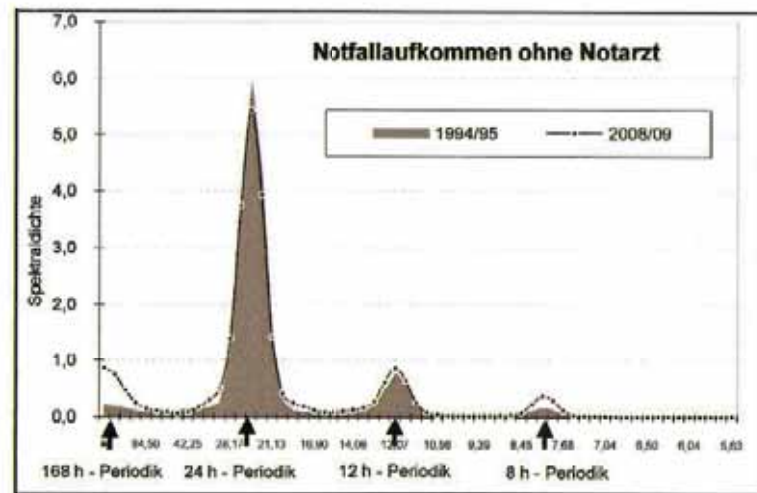 Notfallaufkommen ohne Notarzt
1994/95 2008/09
Spektraldichte
7,0
6,0
5,0
4,0
3,0
2,0
1,0
0,0
84,50 42,25 28,17 21,13 16,90 14,08 12,07 10,56 9,39 8,45 7,68 7,04 6,50 6,04 5,63
168 h - Periodik 24 h - Periodik 12 h - Periodik 8 h - Periodik